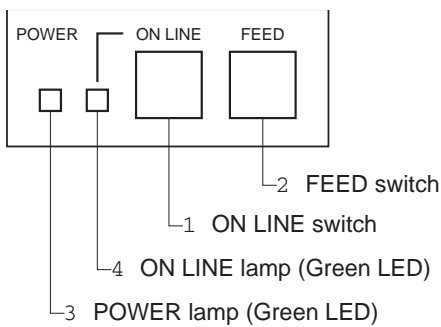 POWER ON LINE FEED
2 FEED switch
1 ON LINE switch
4 ON LINE lamp (Green LED)
3 POWER lamp (Green LED)